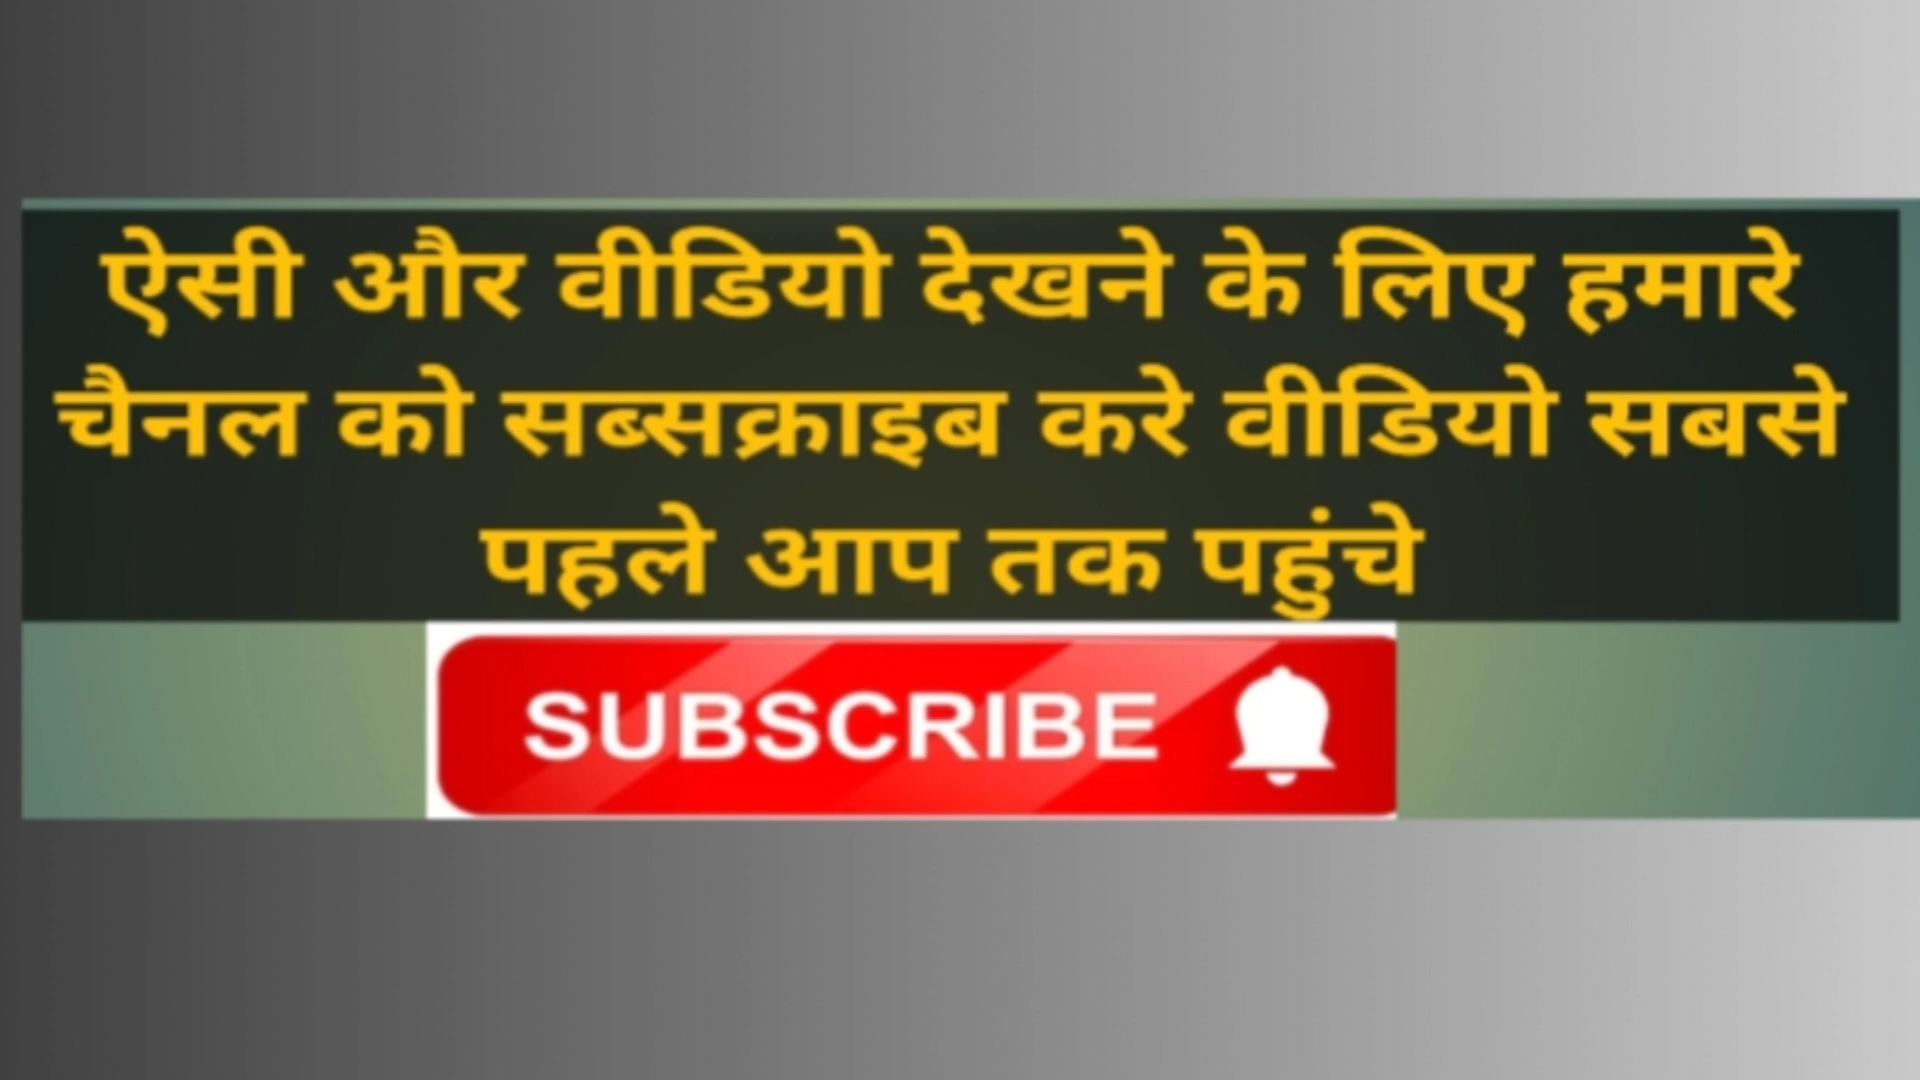 ऐसी और वीडियो देखने के लिए हमारे
चैनल को सब्सक्राइब करे वीडियो सबसे
पहले आप तक पहुंचे
SUBSCRIBE